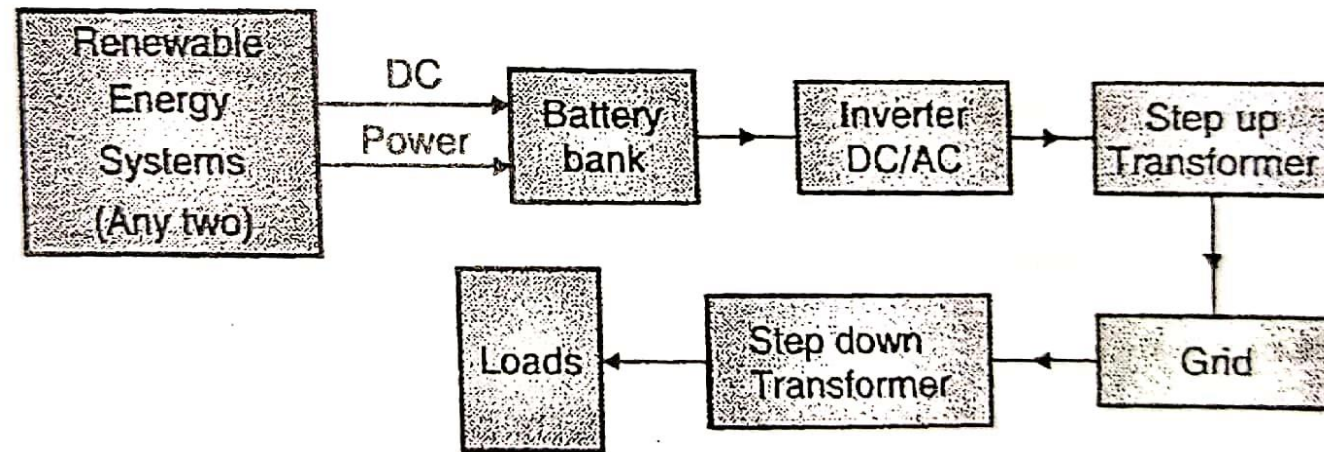 Renewable
Energy
Systems
(Any two)
DC
Power
Battery
bank
Inverter
DC/AC
Step up
Transformer
Grid
Step down
Transformer
Loads